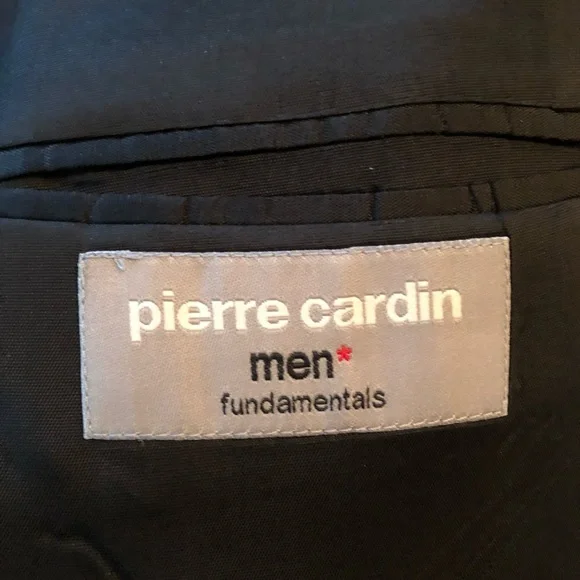 pierre cardin
men*
fundamentals